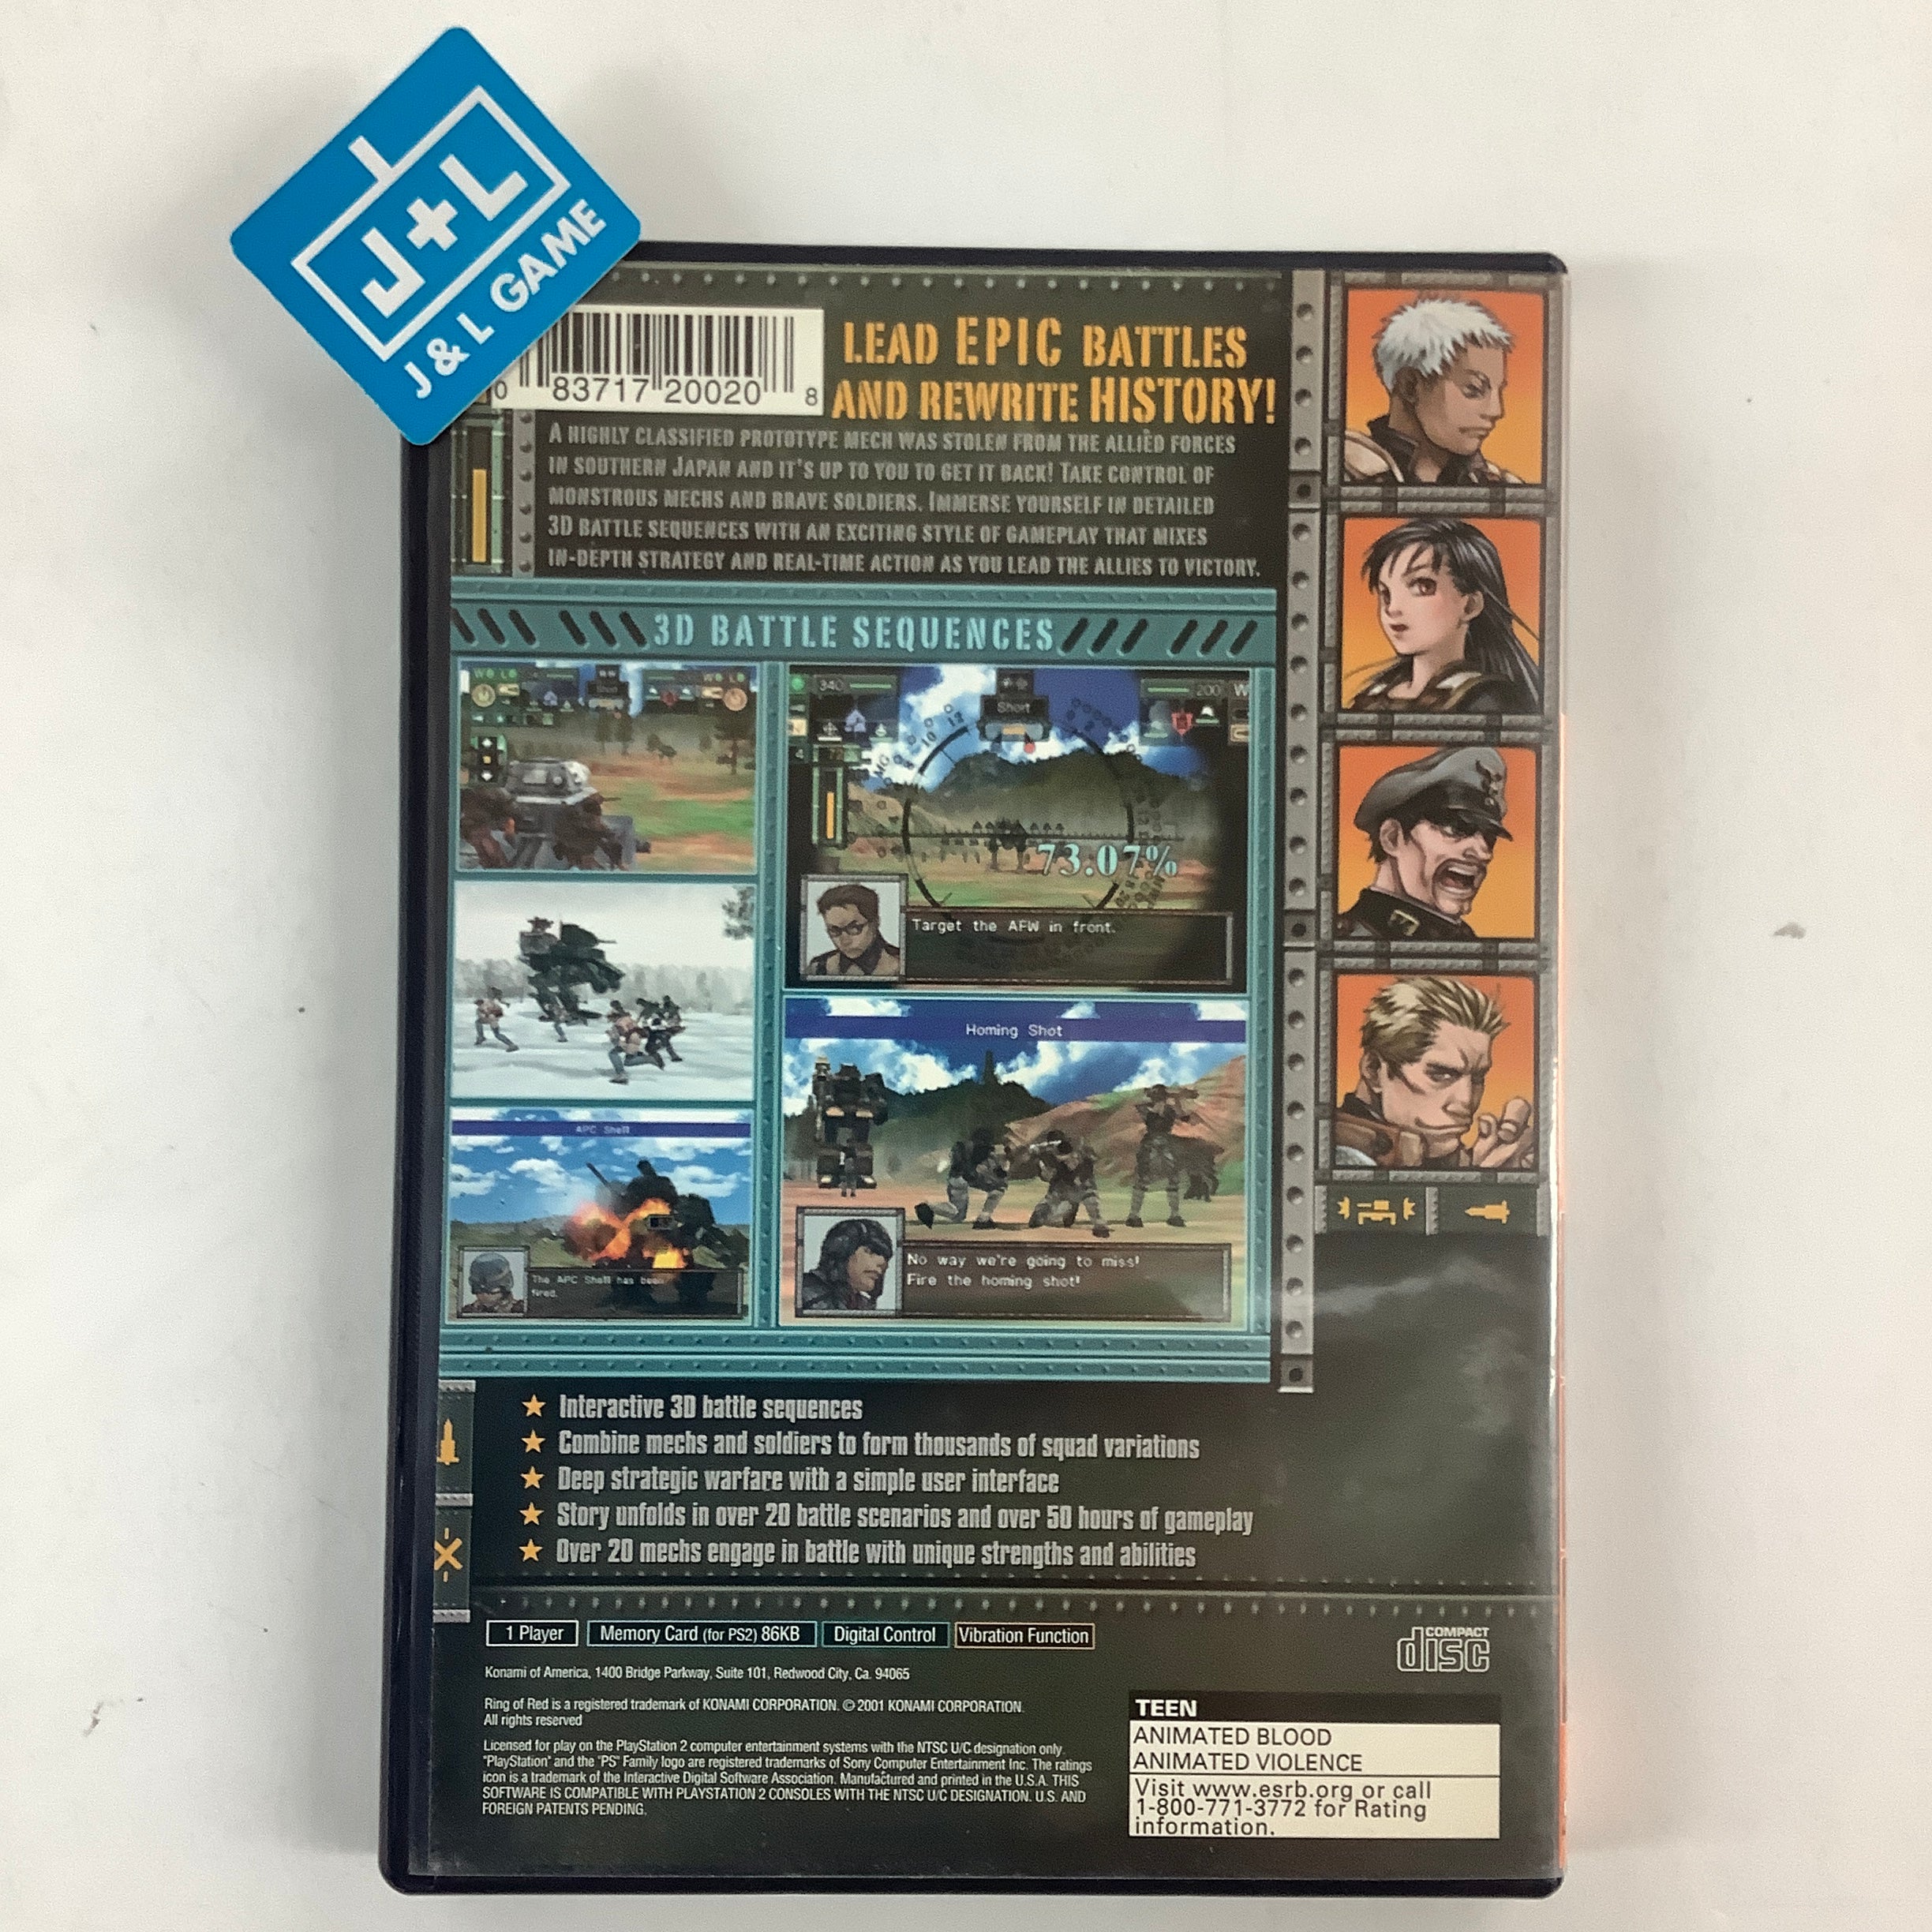 J+L
J & L GAME
0 83717 20020 8
LEAD EPIC BATTLES
AND REWRITE HISTORY!
A HIGHLY CLASSIFIED PROTOTYPE MECH WAS STOLEN FROM THE ALLIED FORCES
IN SOUTHERN JAPAN AND IT'S UP TO YOU TO GET IT BACK! TAKE CONTROL OF
MONSTROUS MECHS AND BRAVE SOLDIERS. IMMERSE YOURSELF IN DETAILED
3D BATTLE SEQUENCES WITH AN EXCITING STYLE OF GAMEPLAY THAT MIXES
IN-DEPTH STRATEGY AND REAL-TIME ACTION AS YOU LEAD THE ALLIES TO VICTORY.
3D BATTLE SEQUENCES
340
Short
200 W
73.07%
Target the AFW in front.
Homing Shot
No way we're going to miss!
Fire the homing shot!
APC Shell
The APC Shell has been
fired.
Interactive 3D battle sequences
Combine mechs and soldiers to form thousands of squad variations
Deep strategic warfare with a simple user interface
Story unfolds in over 20 battle scenarios and over 50 hours of gameplay
Over 20 mechs engage in battle with unique strengths and abilities
1 Player Memory Card (for PS2) 86KB Digital Control Vibration Function
COMPACT
disc
Konami of America, 1400 Bridge Parkway, Suite 101, Redwood City, Ca. 94065
Ring of Red is a registered trademark of KONAMI CORPORATION. © 2001 KONAMI CORPORATION.
All rights reserved
Licensed for play on the PlayStation 2 computer entertainment systems with the NTSC U/C designation only.
"PlayStation" and the "PS" Family logo are registered trademarks of Sony Computer Entertainment Inc. The ratings
icon is a trademark of the Interactive Digital Software Association. Manufactured and printed in the U.S.A. THIS
SOFTWARE IS COMPATIBLE WITH PLAYSTATION 2 CONSOLES WITH THE NTSC U/C DESIGNATION. U.S. AND
FOREIGN PATENTS PENDING.
TEEN
ANIMATED BLOOD
ANIMATED VIOLENCE
Visit www.esrb.org or call
1-800-771-3772 for Rating
information.